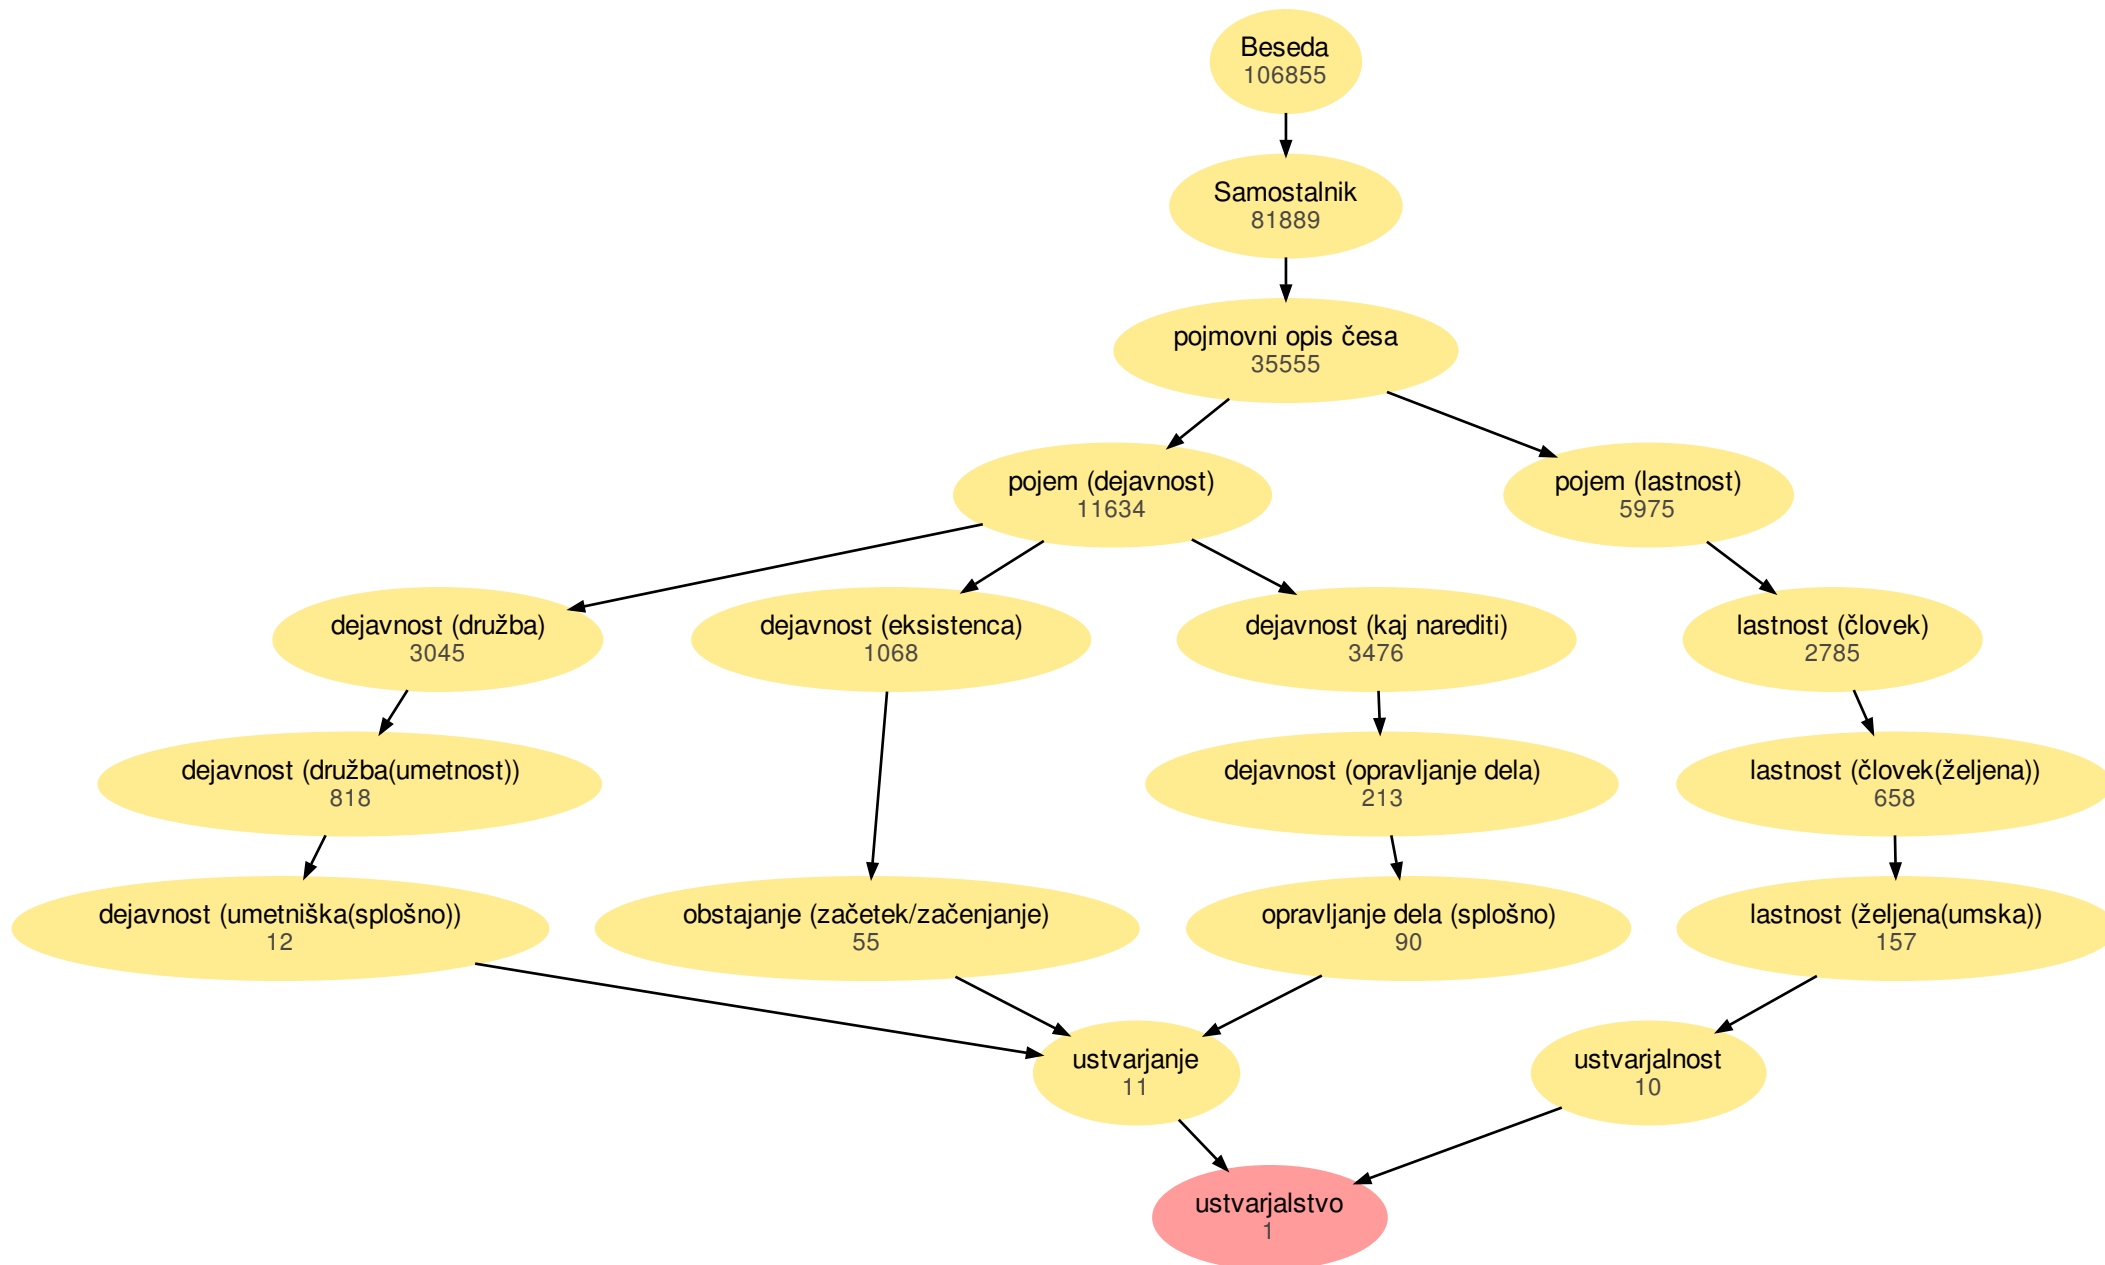 Beseda
106855
Samostalnik
81889
pojmovni opis česa
35555
pojem (dejavnost)
11634
pojem (lastnost)
5975
dejavnost (družba)
3045
dejavnost (eksistenca)
1068
dejavnost (kaj narediti)
3476
lastnost (človek)
2785
dejavnost (družba(umetnost))
818
dejavnost (opravljanje dela)
213
lastnost (človek(željena))
658
dejavnost (umetniška(splošno))
12
obstajanje (začetek/začenjanje)
55
opravljanje dela (splošno)
90
lastnost (željena(umska))
157
ustvarjanje
11
ustvarjalnost
10
ustvarjalstvo
1